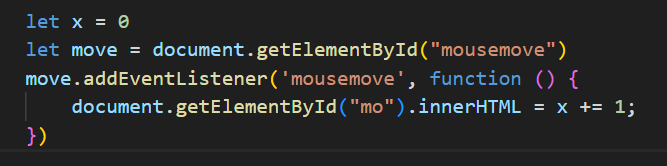 let x = 0
let move = document.getElementById("mousemove")
move.addEventListener('mousemove', function () {
    document.getElementById("mo").innerHTML = x += 1;
})